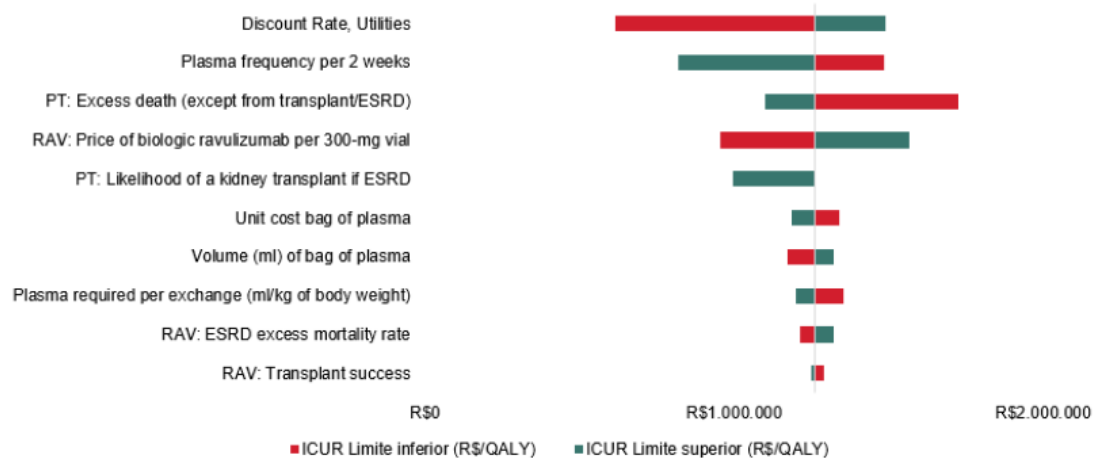 Discount Rate, Utilities
Plasma frequency per 2 weeks
PT: Excess death (except from transplant/ESRD)
RAV: Price of biologic ravulizumab per 300-mg vial
PT: Likelihood of a kidney transplant if ESRD
Unit cost bag of plasma
Volume (ml) of bag of plasma
Plasma required per exchange (ml/kg of body weight)
RAV: ESRD excess mortality rate
RAV: Transplant success
R$0 R$1.000.000 R$2.000.000
ICUR Limite inferior (R$/QALY) ICUR Limite superior (R$/QALY)